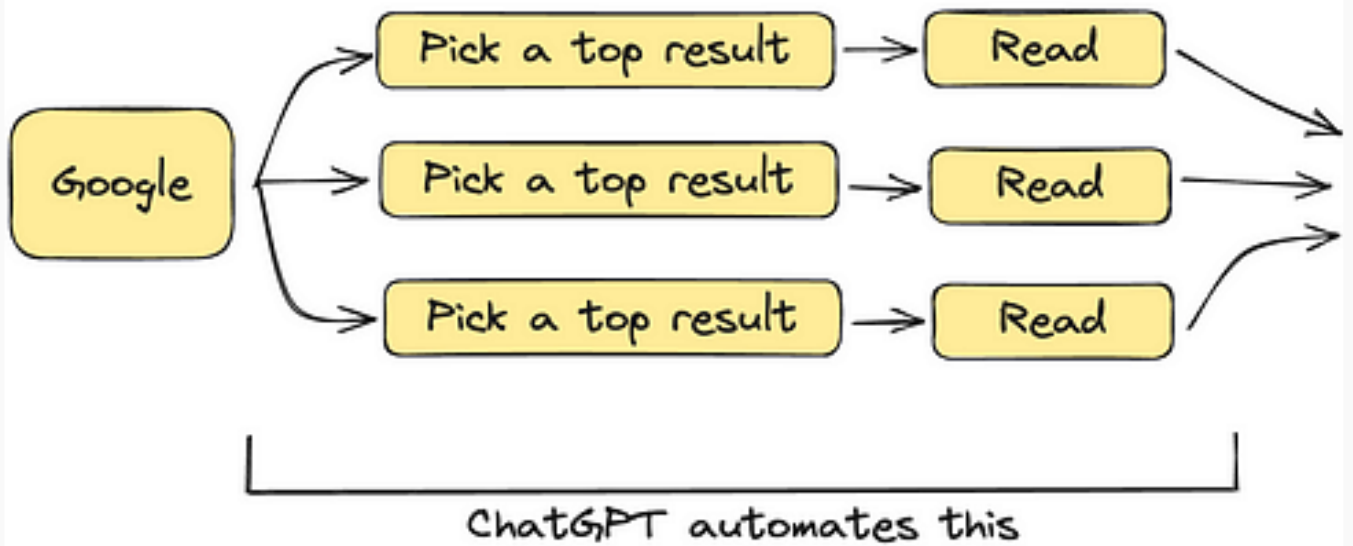 Google
Pick a top result
Read
Pick a top result
Read
Pick a top result
Read
ChatGPT automates this